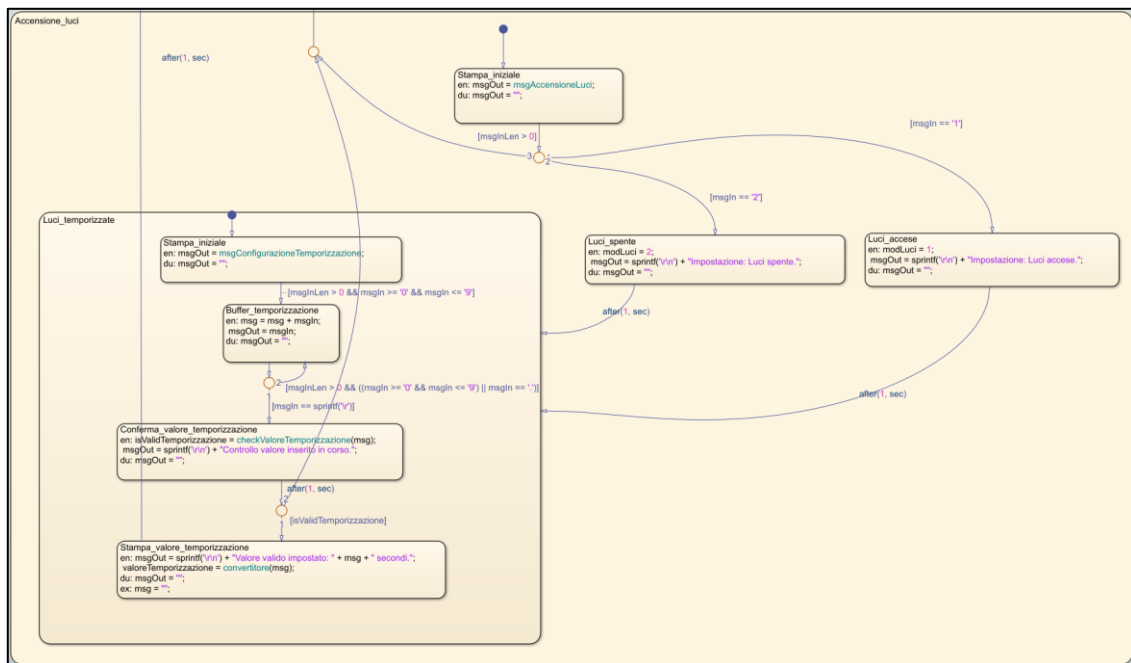 Accensione_luci
after(1, sec)
Stampa_iniziale
en: msgOut = msgAccensioneLuci;
du: msgOut = "";
[msgInLen > 0]
3
2
[msgIn == '1']
[msgIn == '2']
Luci_spente
en: modLuci = 2;
msgOut = sprintf('\r\n') + "Impostazione: Luci spente.";
du: msgOut = "";
after(1, sec)
Luci_accese
en: modLuci = 1;
msgOut = sprintf('\r\n') + "Impostazione: Luci accese.";
du: msgOut = "";
after(1, sec)
Luci_temporizzate
Stampa_iniziale
en: msgOut = msgConfigurazioneTemporizzazione;
du: msgOut = "";
[msgInLen > 0 && msgIn >= '0' && msgIn <= '9']
Buffer_temporizzazione
en: msg = msg + msgIn;
msgOut = msgIn;
du: msgOut = "";
2
[msgInLen > 0 && ((msgIn >= '0' && msgIn <= '9') || msgIn == '.')]
[msgIn == sprintf('\r')]
Conferma_valore_temporizzazione
en: isValidTemporizzazione = checkValoreTemporizzazione(msg);
msgOut = sprintf('\r\n') + "Controllo valore inserito in corso.";
du: msgOut = "";
after(1, sec)
2
[isValidTemporizzazione]
Stampa_valore_temporizzazione
en: msgOut = sprintf('\r\n') + "Valore valido impostato: " + msg + " secondi.";
valoreTemporizzazione = convertitore(msg);
du: msgOut = "";
ex: msg = "";